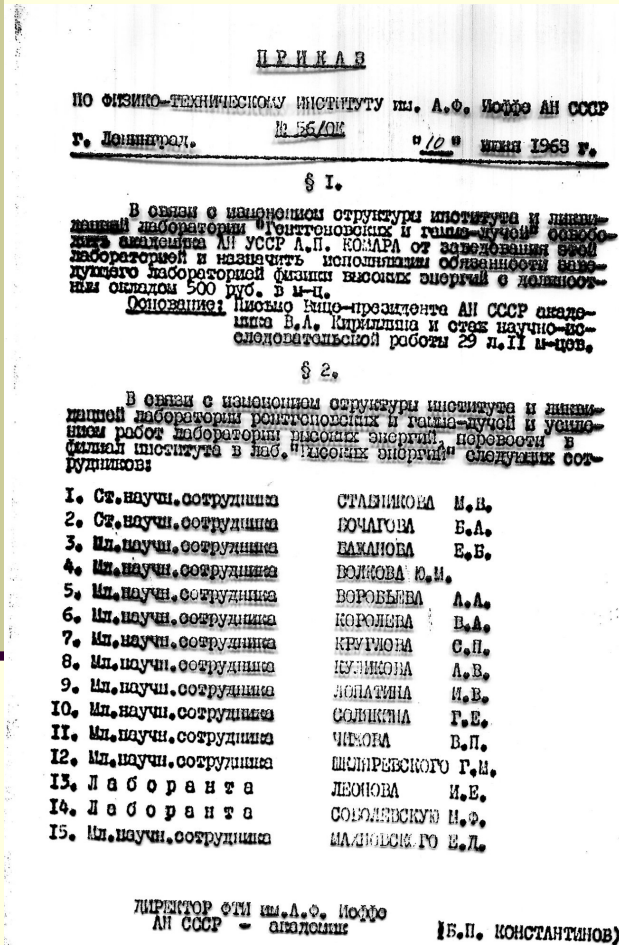 ПРИКАЗ
ПО ФИЗИКО-ТЕХНИЧЕСКОМУ ИНСТИТУТУ им. А.Ф. Иоффе АН СССР
№ 56/ОК
г. Ленинград. "10" июня 1963 г.
§ I.
В связи с изменением структуры института и ликви-
дацией лаборатории "Рентгеновских и гамма-лучей" освобо-
дить академика АН УССР А.П. КОМАРА от заведования этой
лабораторией и назначить исполняющим обязанности заве-
дующего лабораторией физики высоких энергий с должност-
ным окладом 500 руб. в м-ц.
Основание: Письмо Вице-президента АН СССР акаде-
мика В.А. Кириллина и стаж научно-ис-
следовательской работы 29 л.II м-цев.
§ 2.
В связи с изменением структуры института и ликви-
дацией лаборатории рентгеновских и гамма-лучей и усиле-
нием работ лаборатории высоких энергий, перевести в
филиал института в лаб."Высоких энергий" следующих сот-
рудников:
I. Ст.научн.сотрудника СТАБНИКОВА М.В.
2. Ст.научн.сотрудника БОЧАГОВА Б.А.
3. Мл.научн.сотрудника БАЖАНОВА Е.Б.
4. Мл.научн.сотрудника ВОЛКОВА Ю.М.
5. Мл.научн.сотрудника ВОРОБЬЕВА А.А.
6. Мл.научн.сотрудника КОРОЛЕВА В.А.
7. Мл.научн.сотрудника КРУГЛОВА С.П.
8. Мл.научн.сотрудника КУЛИКОВА А.В.
9. Мл.научн.сотрудника ЛОПАТИНА И.В.
IO. Мл.научн.сотрудника СОЛЯКИНА Г.Е.
II. Мл.научн.сотрудника ЧИЖОВА В.П.
I2. Мл.научн.сотрудника ШКЛЯРЕВСКОГО Г.М.
I3. Лаборанта ЛЕОНОВА И.Е.
I4. Лаборанта СОБОЛЕВСКУЮ М.Ф.
I5. Мл.научн.сотрудника МАЛНОВСКОГО Е.Д.
ДИРЕКТОР ФТИ им.А.Ф. Иоффе
АН СССР - академик (Б.П. КОНСТАНТИНОВ)